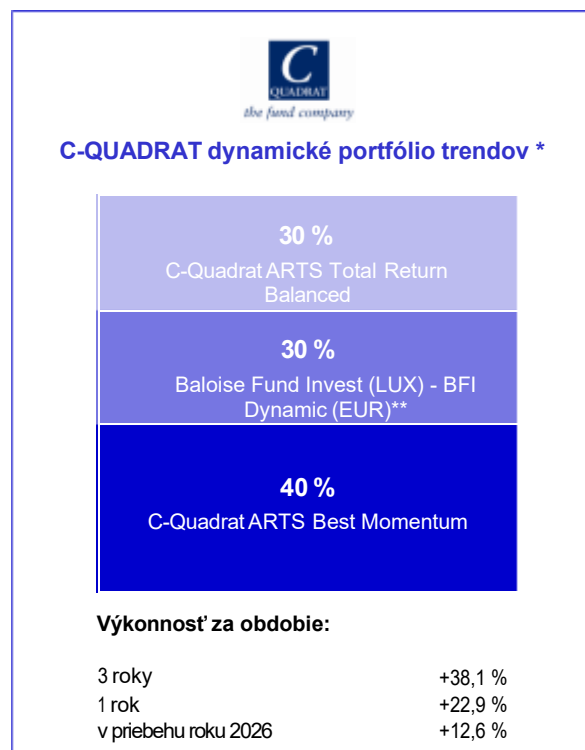 C
QUADRAT
the fund company
C-QUADRAT dynamické portfólio trendov *
30 %
C-Quadrat ARTS Total Return
Balanced
30 %
Baloise Fund Invest (LUX) - BFI
Dynamic (EUR)**
40 %
C-Quadrat ARTS Best Momentum
Výkonnosť za obdobie:
3 roky +38,1 %
1 rok +22,9 %
v priebehu roku 2026 +12,6 %